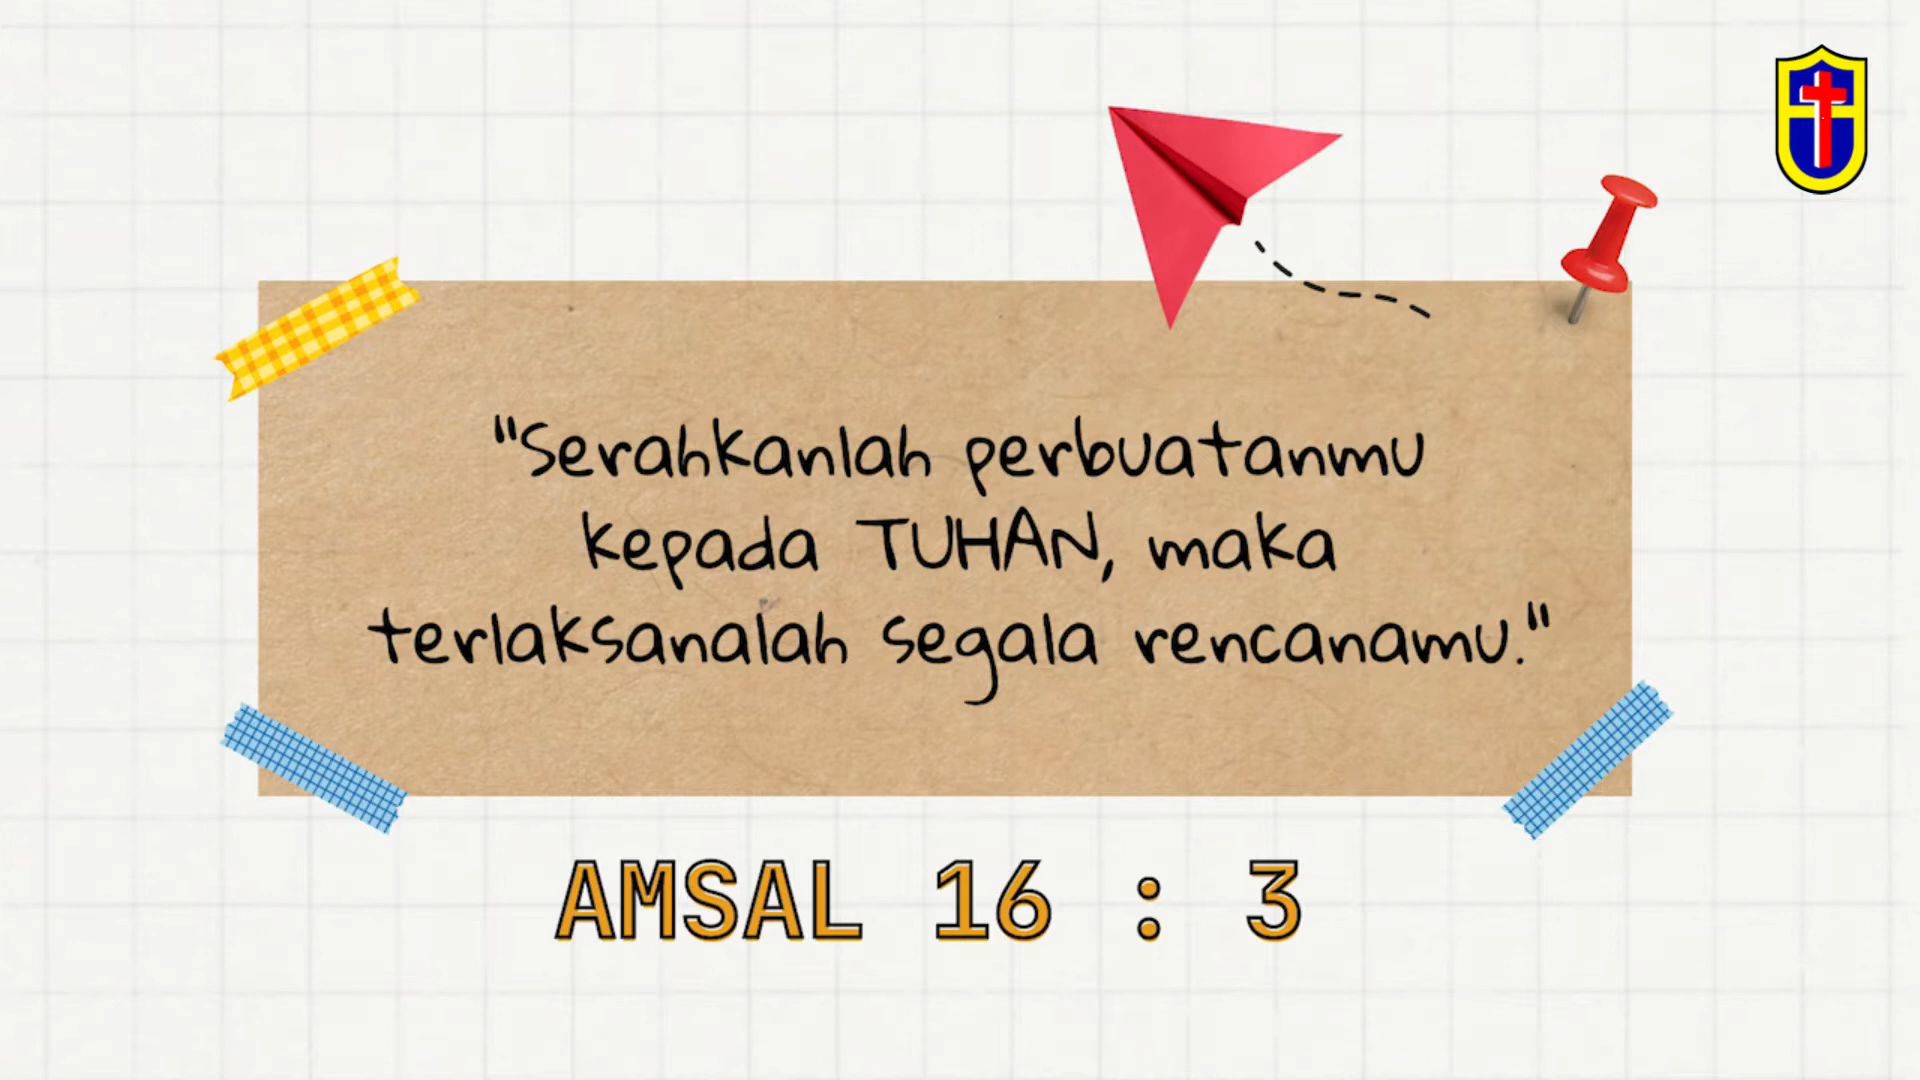 "Serahkanlah perbuatanmu
kepada TUHAN, maka
terlaksanalah segala rencanamu."
AMSAL 16 : 3